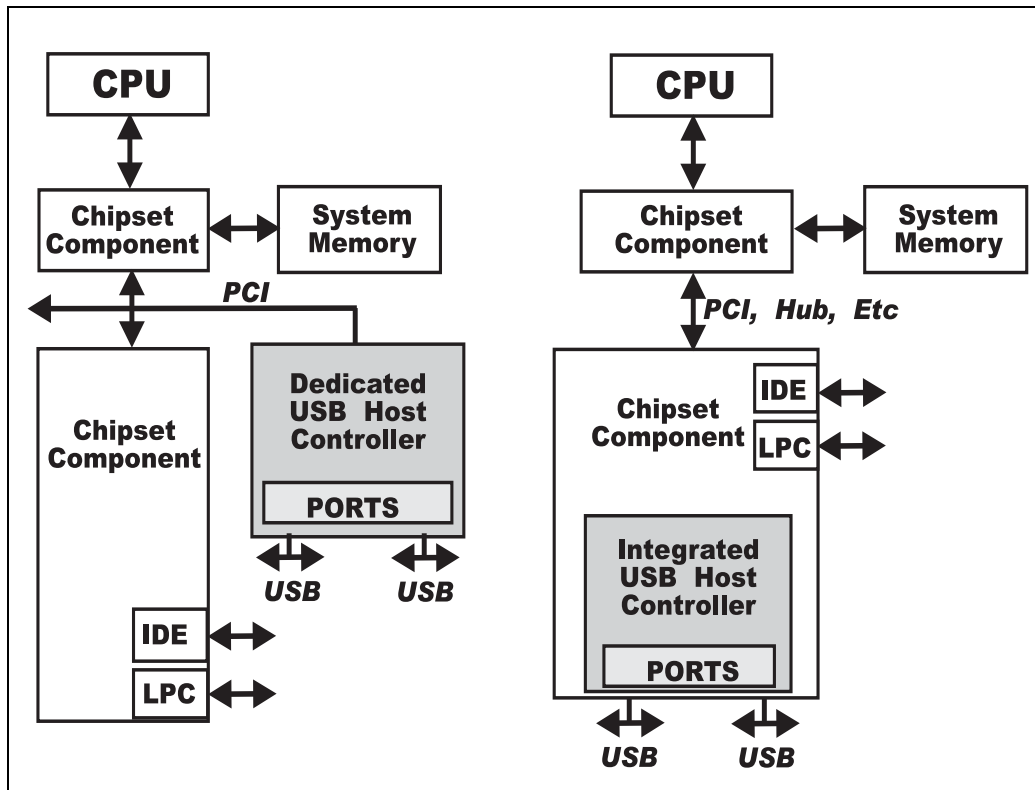 CPU
Chipset
Component
System
Memory
PCI
Chipset
Component
Dedicated
USB Host
Controller
PORTS
USB
USB
IDE
LPC
CPU
Chipset
Component
System
Memory
PCI, Hub, Etc
Chipset
Component
IDE
LPC
Integrated
USB Host
Controller
PORTS
USB
USB